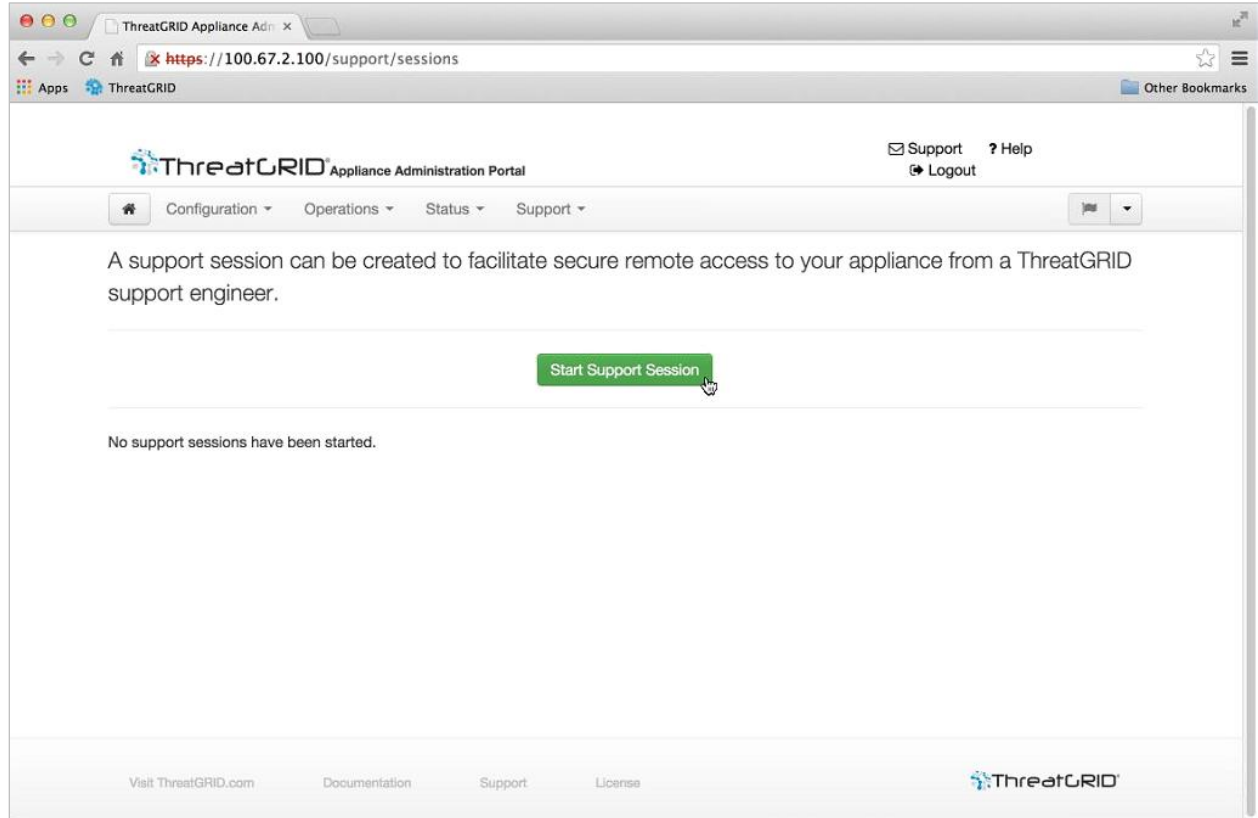 ThreatGRID Appliance Adn
https://100.67.2.100/support/sessions
Apps ThreatGRID Other Bookmarks
ThreatGRID® Appliance Administration Portal
Support ? Help
Logout
Configuration Operations Status Support
A support session can be created to facilitate secure remote access to your appliance from a ThreatGRID
support engineer.
Start Support Session
No support sessions have been started.
Visit ThreatGRID.com Documentation Support License ThreatGRID®